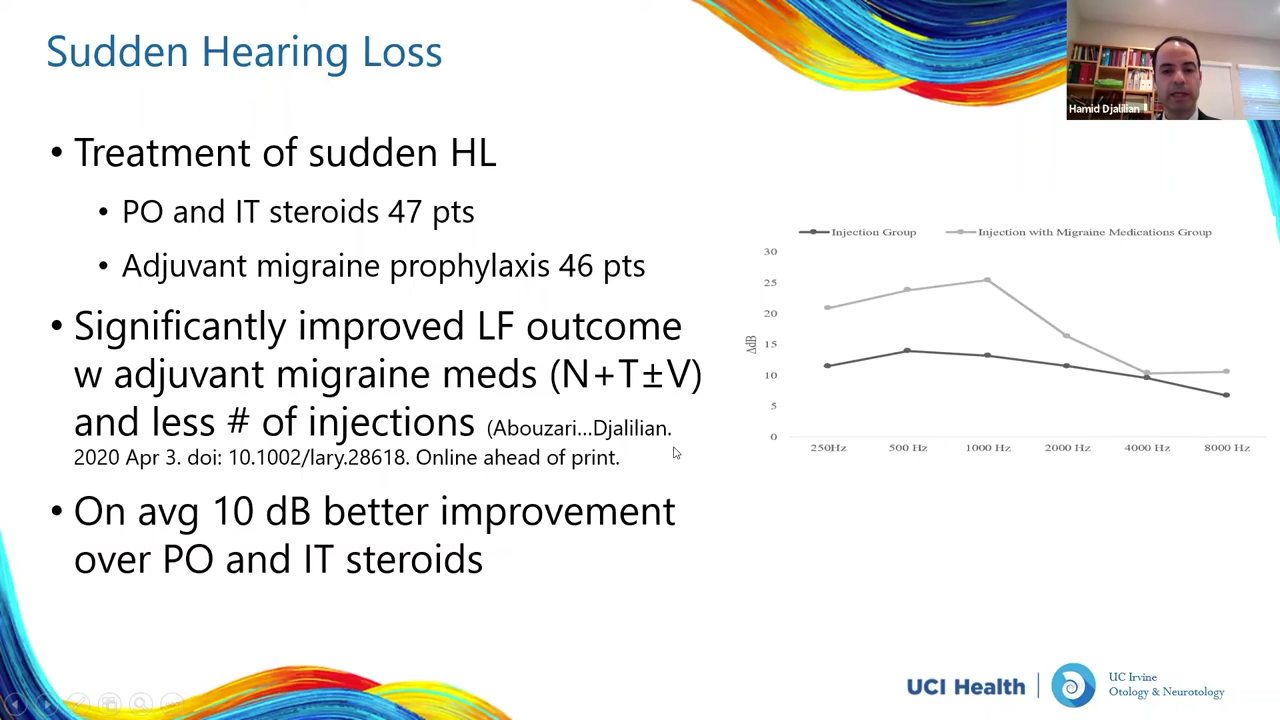 Sudden Hearing Loss
Hamid Djalilian
• Treatment of sudden HL
• PO and IT steroids 47 pts
• Adjuvant migraine prophylaxis 46 pts
• Significantly improved LF outcome
w adjuvant migraine meds (N+T±V)
and less # of injections (Abouzari...Djalilian.
2020 Apr 3. doi: 10.1002/lary.28618. Online ahead of print.
• On avg 10 dB better improvement
over PO and IT steroids
Injection Group
Injection with Migraine Medications Group
30
25
20
15
10
5
0
ΔdB
250Hz
500 Hz
1000 Hz
2000 Hz
4000 Hz
8000 Hz
UCI Health
UC Irvine
Otology & Neurotology